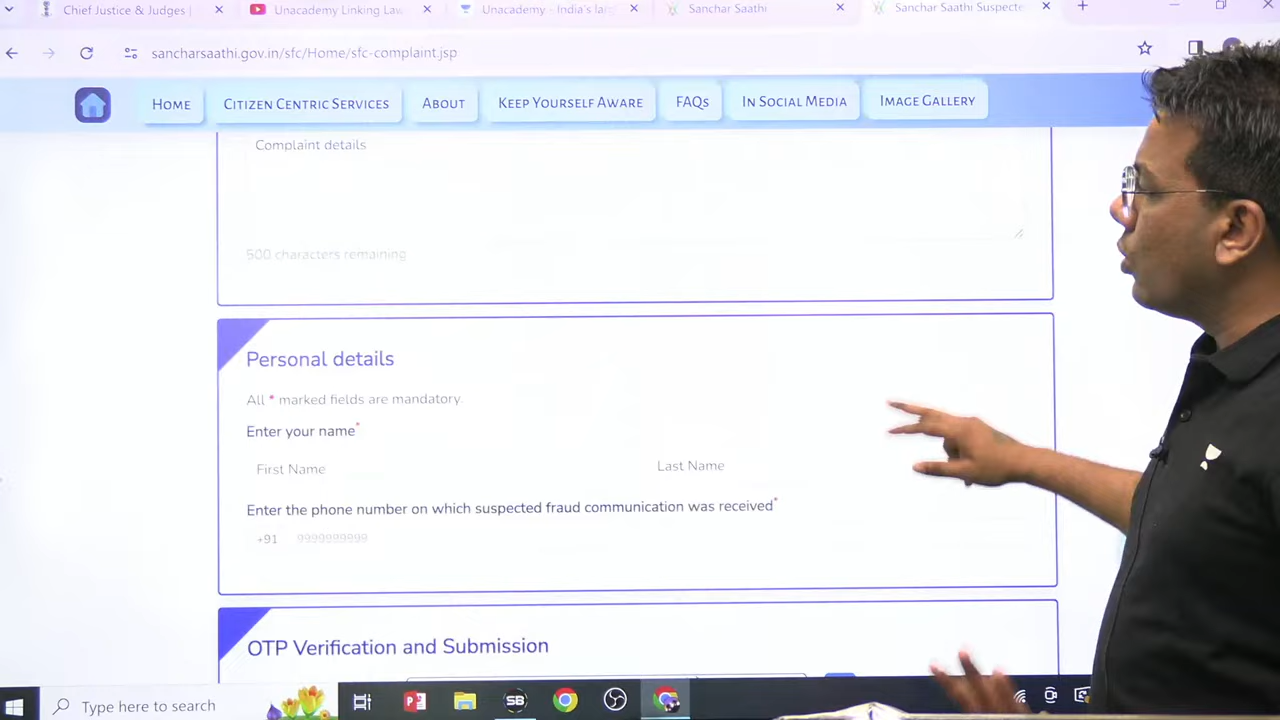 Chief Justice & Judges |
Unacademy Linking Law
Unacademy - India's lar
Sanchar Saathi
Sanchar Saathi Suspecte
sancharsaathi.gov.in/sfc/Home/sfc-complaint.jsp
Home
Citizen Centric Services
About
Keep Yourself Aware
FAQs
In Social Media
Image Gallery
Complaint details
500 characters remaining
Personal details
All * marked fields are mandatory.
Enter your name*
First Name
Last Name
Enter the phone number on which suspected fraud communication was received*
+91 9999999999
OTP Verification and Submission
Type here to search
SB